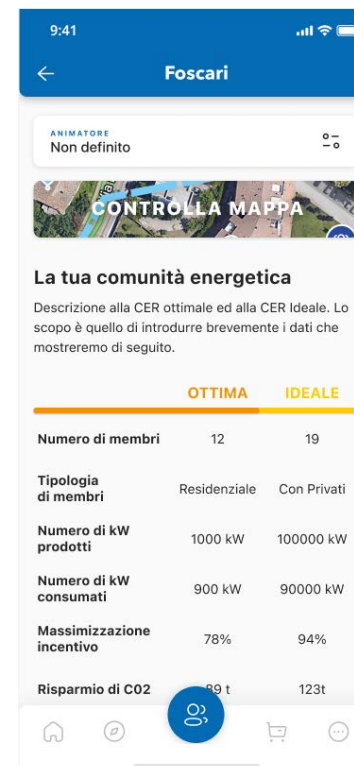 9:41
Foscari
ANIMATORE
Non definito
CONTROLLA MAPPA
La tua comunità energetica
Descrizione alla CER ottimale ed alla CER Ideale. Lo
scopo è quello di introdurre brevemente i dati che
mostreremo di seguito.
OTTIMA IDEALE
Numero di membri 12 19
Tipologia
di membri Residenziale Con Privati
Numero di kW
prodotti 1000 kW 100000 kW
Numero di kW
consumati 900 kW 90000 kW
Massimizzazione
incentivo 78% 94%
Risparmio di C02 89 t 123t